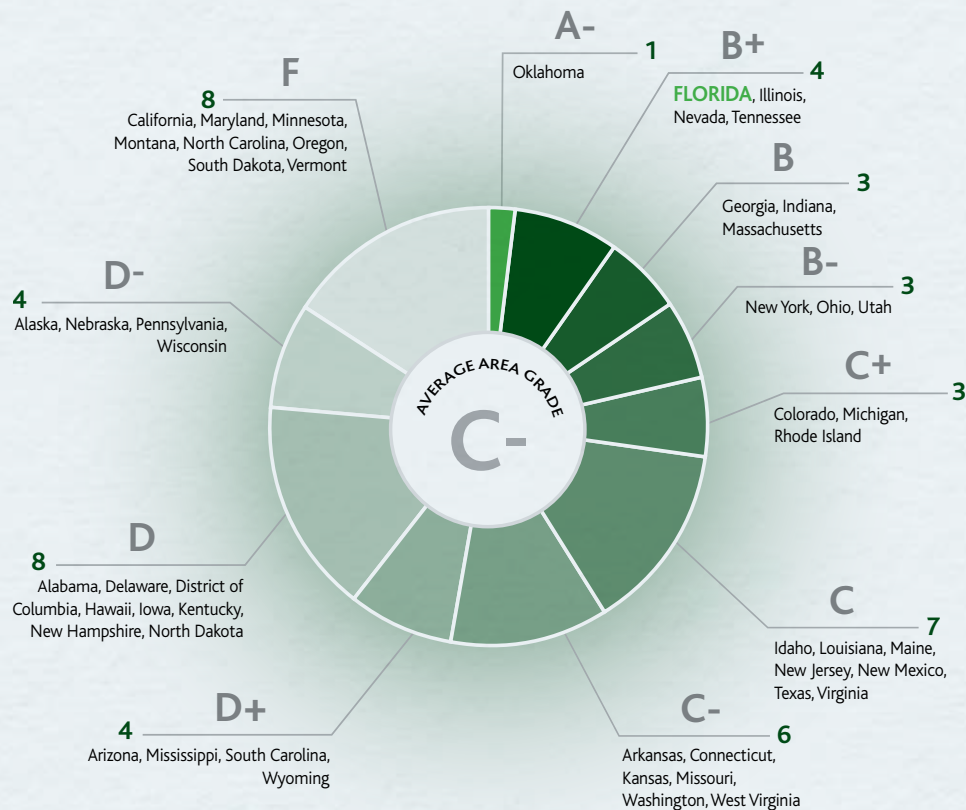 A-
1
Oklahoma
B+
4
FLORIDA, Illinois,
Nevada, Tennessee
B
3
Georgia, Indiana,
Massachusetts
B-
3
New York, Ohio, Utah
C+
3
Colorado, Michigan,
Rhode Island
C
7
Idaho, Louisiana, Maine,
New Jersey, New Mexico,
Texas, Virginia
C-
6
Arkansas, Connecticut,
Kansas, Missouri,
Washington, West Virginia
D+
4
Arizona, Mississippi, South Carolina,
Wyoming
D
8
Alabama, Delaware, District of
Columbia, Hawaii, Iowa, Kentucky,
New Hampshire, North Dakota
D-
4
Alaska, Nebraska, Pennsylvania,
Wisconsin
F
8
California, Maryland, Minnesota,
Montana, North Carolina, Oregon,
South Dakota, Vermont
AVERAGE AREA GRADE
C-